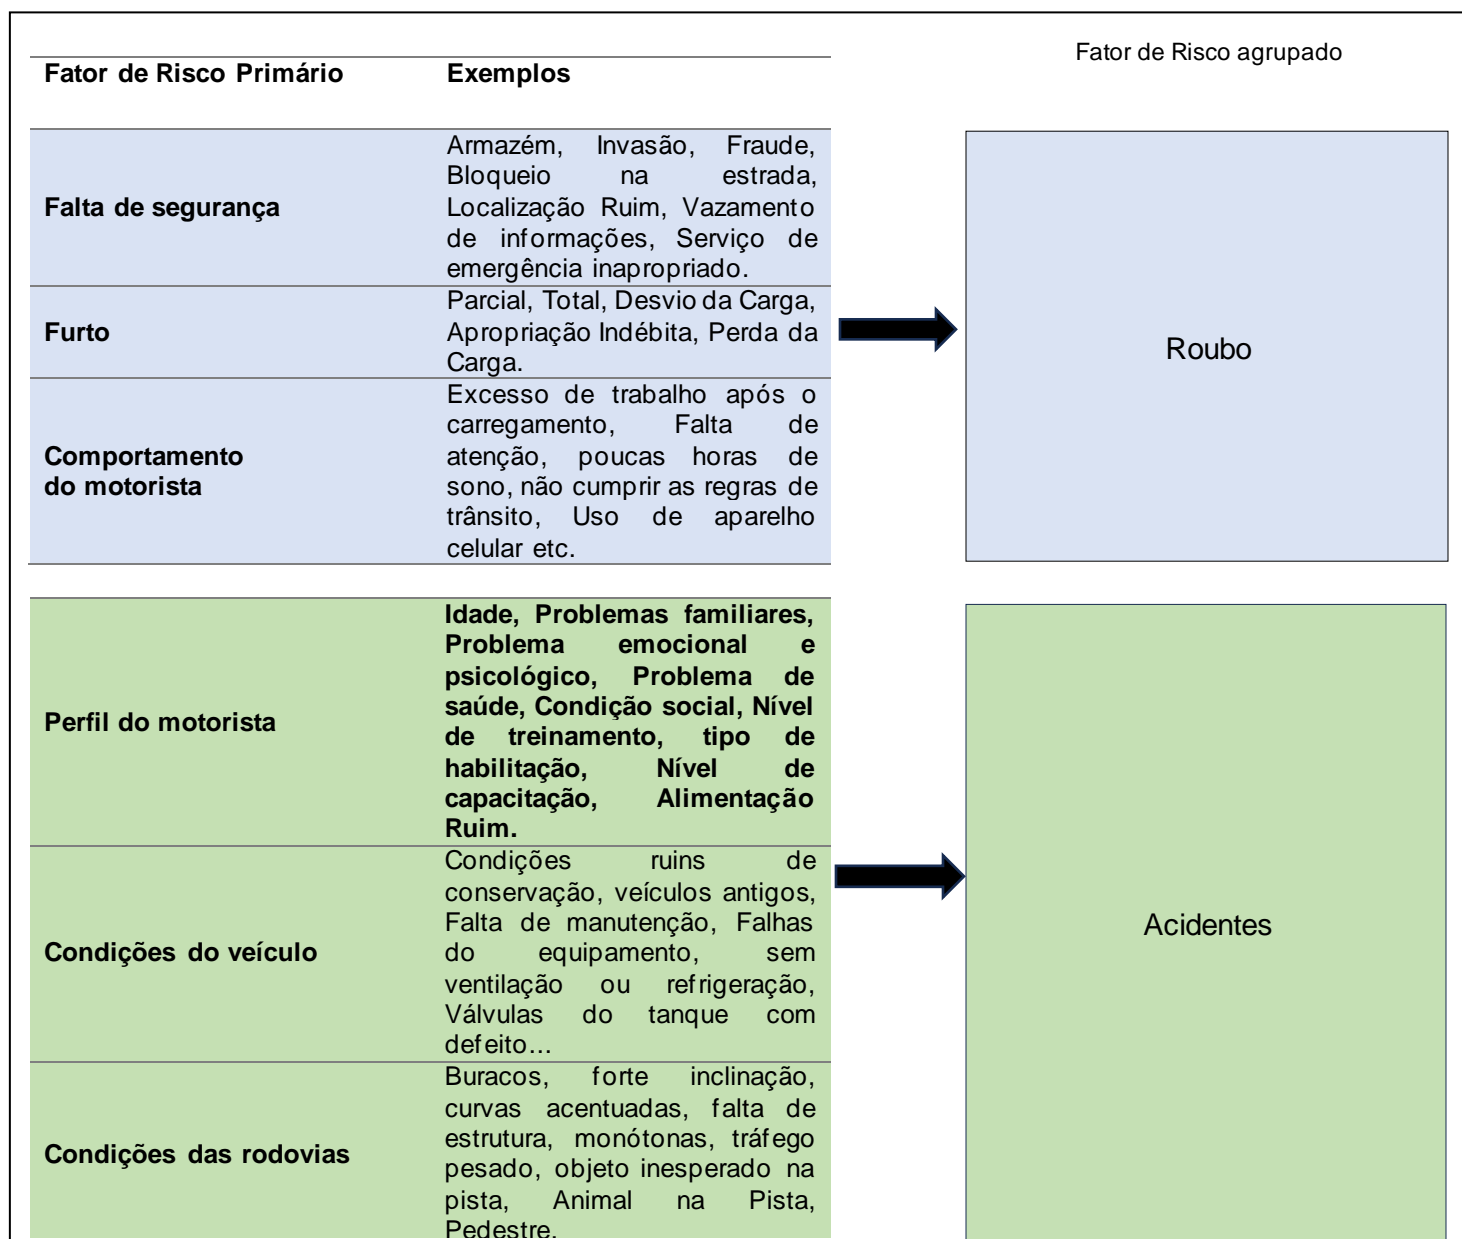 Fator de Risco agrupado
Fator de Risco Primário
Exemplos
Falta de segurança
Armazém, Invasão, Fraude,
Bloqueio na estrada,
Localização Ruim, Vazamento
de informações, Serviço de
emergência inapropriado.
Furto
Parcial, Total, Desvio da Carga,
Apropriação Indébita, Perda da
Carga.
Comportamento
do motorista
Excesso de trabalho após o
carregamento, Falta de
atenção, poucas horas de
sono, não cumprir as regras de
trânsito, Uso de aparelho
celular etc.
Roubo
Perfil do motorista
Idade, Problemas familiares,
Problema emocional e
psicológico, Problema de
saúde, Condição social, Nível
de treinamento, tipo de
habilitação, Nível de
capacitação, Alimentação
Ruim.
Condições do veículo
Condições ruins de
conservação, veículos antigos,
Falta de manutenção, Falhas
do equipamento, sem
ventilação ou refrigeração,
Válvulas do tanque com
defeito...
Condições das rodovias
Buracos, forte inclinação,
curvas acentuadas, falta de
estrutura, monótonas, tráfego
pesado, objeto inesperado na
pista, Animal na Pista,
Pedestre.
Acidentes